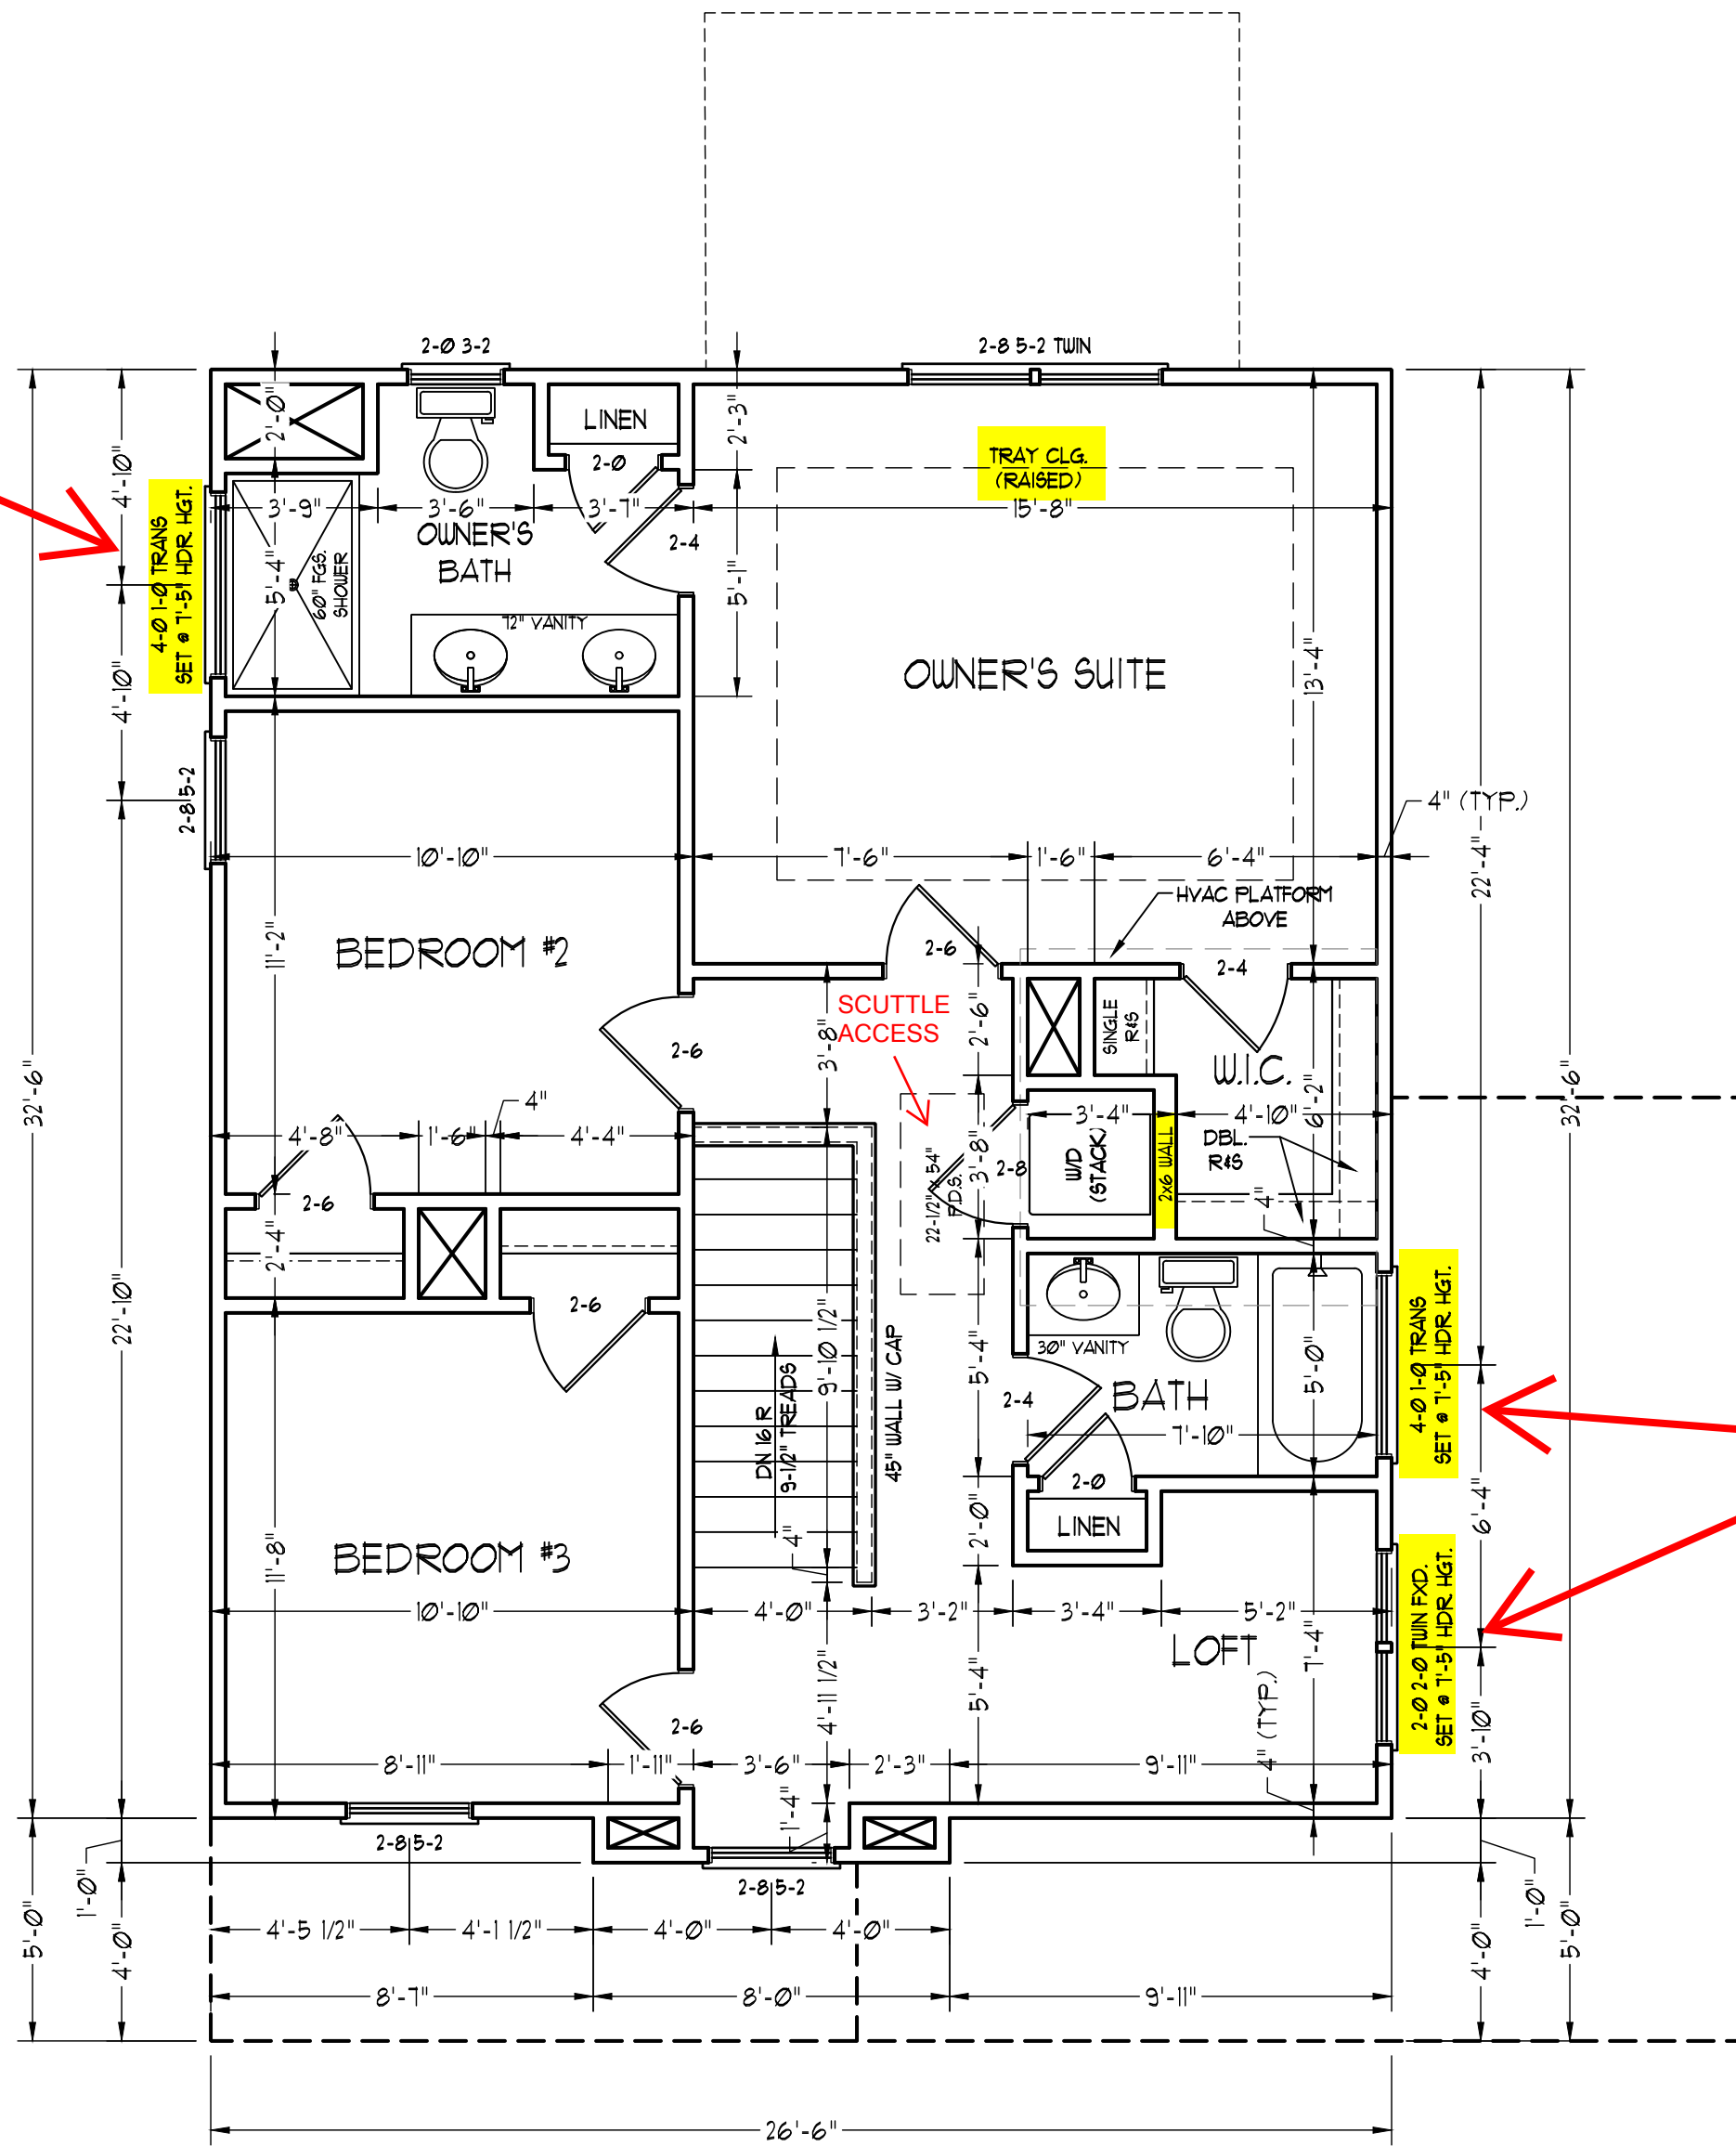 2-0 3-2
2-8 5-2 TWIN
2'-0"
LINEN
2'-3"
TRAY CLG.
(RAISED)
2-0
4'-10"
4-0 1-0 TRANS
SET @ 7'-5" HDR. HGT.
3'-9"
3'-6"
3'-7"
15'-8"
OWNER'S
BATH
2-4
5'-4"
60" FGS.
SHOWER
5'-1"
72" VANITY
OWNER'S SUITE
13'-4"
4'-10"
2-8 5-2
4" (TYP.)
10'-10"
7'-6"
1'-6"
6'-4"
22'-4"
HVAC PLATFORM
ABOVE
BEDROOM #2
11'-2"
2-6
2-4
SCUTTLE
ACCESS
3'-8"
2'-6"
SINGLE
R&S
W.I.C.
2-6
32'-6"
32'-6"
4"
4'-8"
1'-6"
4'-4"
3'-4"
4'-10"
6'-2"
3'-8"
2-8
W/D
(STACK)
2x6 WALL
DBL.
R&S
22-1/2" x 54"
P.D.S.
4"
2-6
2'-4"
2-6
22'-10"
4-0 1-0 TRANS
SET @ 7'-5" HDR. HGT.
9'-10 1/2"
45" WALL W/ CAP
5'-4"
30" VANITY
5'-0"
DN 16 R
9-1/2" TREADS
2-4
BATH
7'-10"
2-0
LINEN
2'-0"
4"
6'-4"
BEDROOM #3
11'-8"
10'-10"
4'-0"
3'-2"
3'-4"
5'-2"
LOFT
7'-4"
2-0 2-0 TWIN FXD.
SET @ 7'-5" HDR. HGT.
4'-11 1/2"
5'-4"
4" (TYP.)
3'-10"
2-6
8'-11"
1'-11"
3'-6"
2'-3"
9'-11"
1'-4"
2-8 5-2
2-8 5-2
1'-0"
1'-0"
5'-0"
4'-0"
4'-5 1/2"
4'-1 1/2"
4'-0"
4'-0"
4'-0"
5'-0"
8'-7"
8'-0"
9'-11"
26'-6"